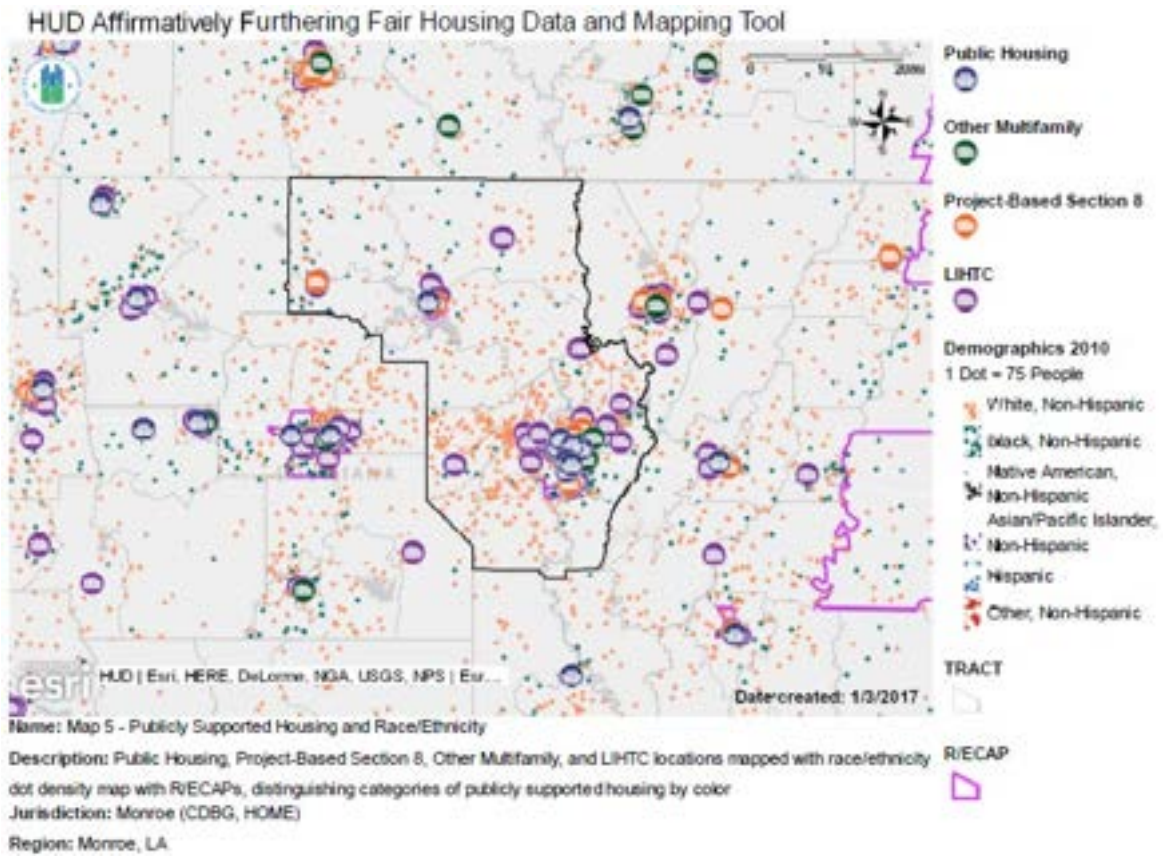 HUD Affirmatively Furthering Fair Housing Data and Mapping Tool
0 10 20mi
Public Housing
Other Multifamily
Project-Based Section 8
LIHTC
Demographics 2010
1 Dot = 75 People
White, Non-Hispanic
Black, Non-Hispanic
Native American,
Non-Hispanic
Asian/Pacific Islander,
Non-Hispanic
Hispanic
Other, Non-Hispanic
TRACT
R/ECAP
esri
HUD | Esri, HERE, DeLorme, NGA, USGS, NPS | Esr...
Date created: 1/3/2017
Name: Map 5 - Publicly Supported Housing and Race/Ethnicity
Description: Public Housing, Project-Based Section 8, Other Multifamily, and LIHTC locations mapped with race/ethnicity
dot density map with R/ECAPs, distinguishing categories of publicly supported housing by color
Jurisdiction: Monroe (CDBG, HOME)
Region: Monroe, LA